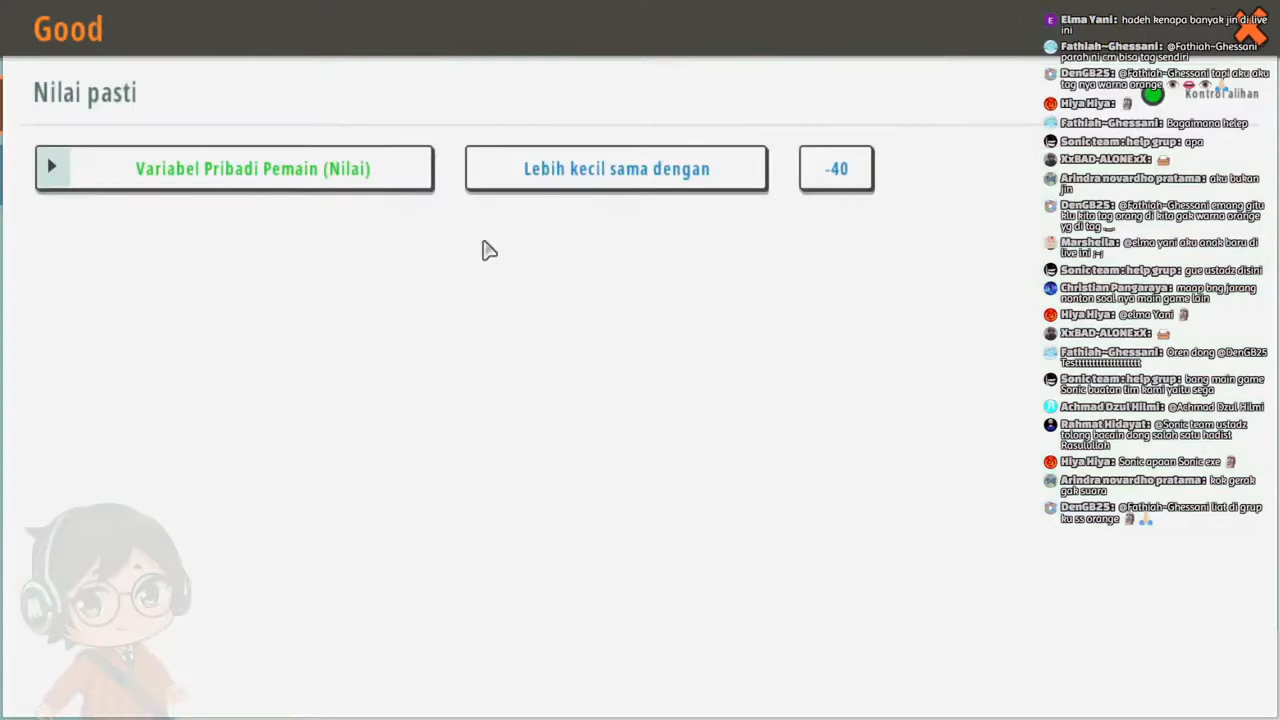 Good
Nilai pasti
Kontrol alihan
Variabel Pribadi Pemain (Nilai)
Lebih kecil sama dengan
-40
Elma Yani: hadeh kenapa banyak jin di live
ini
Fathiah~Ghessani: @Fathiah~Ghessani
parah ni cm bisa tag sendiri
DenGB25: @Fathiah~Ghessani tapi aku aku
tag nya warna orange 👁👄👁🙏
Hiya Hiya: 🗿
Fathiah~Ghessani: Bagaimana helep
Sonic team : help grup: apa
XxBAD-ALONExX: 🍰
Arindra novardho pratama: aku bukan
jin
DenGB25: @Fathiah~Ghessani emang gitu
klu kita tag orang di kita gak warna orange
yg di tag ._.
Marsheila: @elma yani aku anak baru di
live ini ;-;
Sonic team : help grup: gue ustadz disini
Christian Pangaraya: maap bng jarang
nonton soal nya main game lain
Hiya Hiya: @elma Yani 🗿
XxBAD-ALONExX: 🍰
Fathiah~Ghessani: Oren dong @DenGB25
Testttttttttttttttttt
Sonic team : help grup: bang main game
Sonic buatan tim kami yaitu sega
Achmad Dzul Hilmi: @Achmad Dzul Hilmi
Rahmat Hidayat: @Sonic team ustadz
tolong bacain dong salah satu hadist
Rasulullah
Hiya Hiya: Sonic apaan Sonic exe 🗿
Arindra novardho pratama: kok gerak
gak suara
DenGB25: @Fathiah~Ghessani liat di grup
ku ss orange 🗿🙏